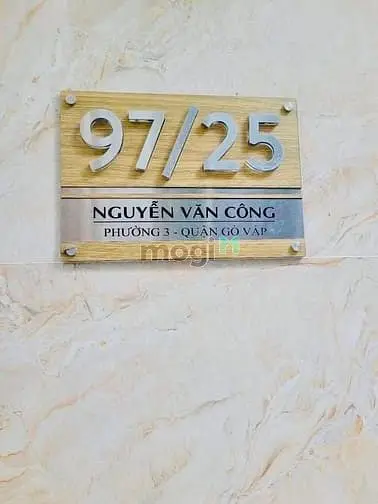 97/25
NGUYỄN VĂN CÔNG
PHƯỜNG 3 - QUẬN GÒ VẤP
mogi